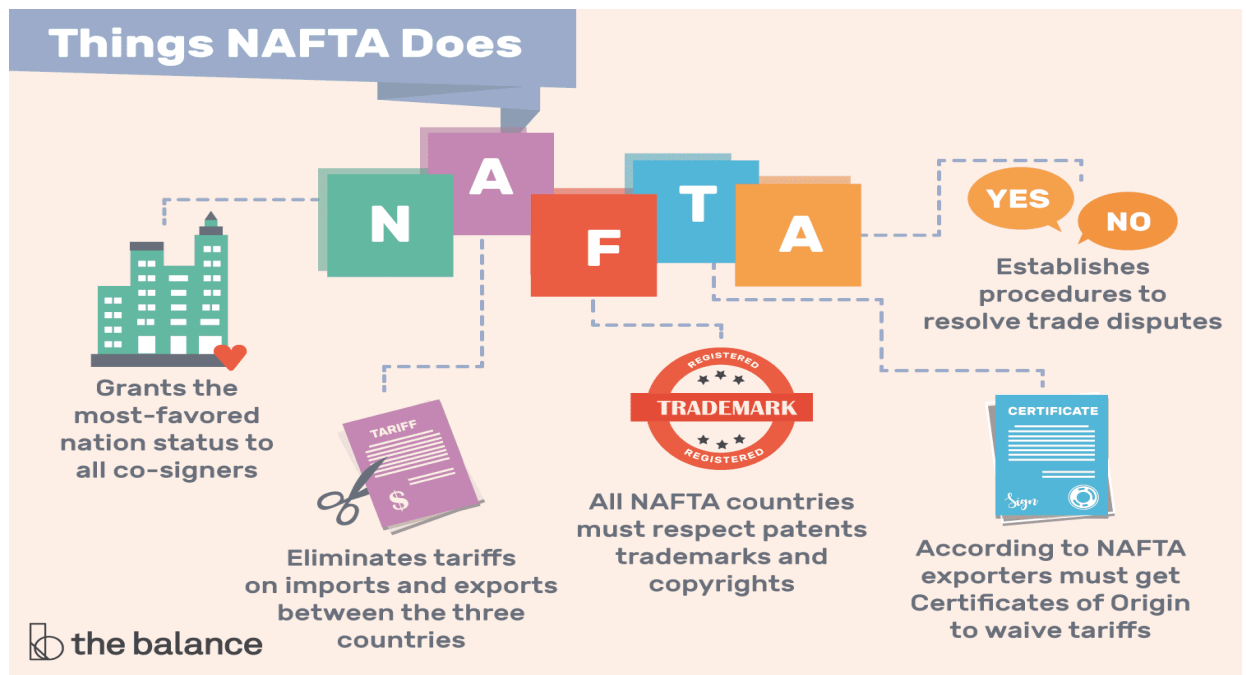 Things NAFTA Does
N
A
F
T
A
Grants the
most-favored
nation status to
all co-signers
TARIFF
$
Eliminates tariffs
on imports and exports
between the three
countries
REGISTERED
TRADEMARK
REGISTERED
All NAFTA countries
must respect patents
trademarks and
copyrights
CERTIFICATE
Sign
According to NAFTA
exporters must get
Certificates of Origin
to waive tariffs
YES
NO
Establishes
procedures to
resolve trade disputes
the balance